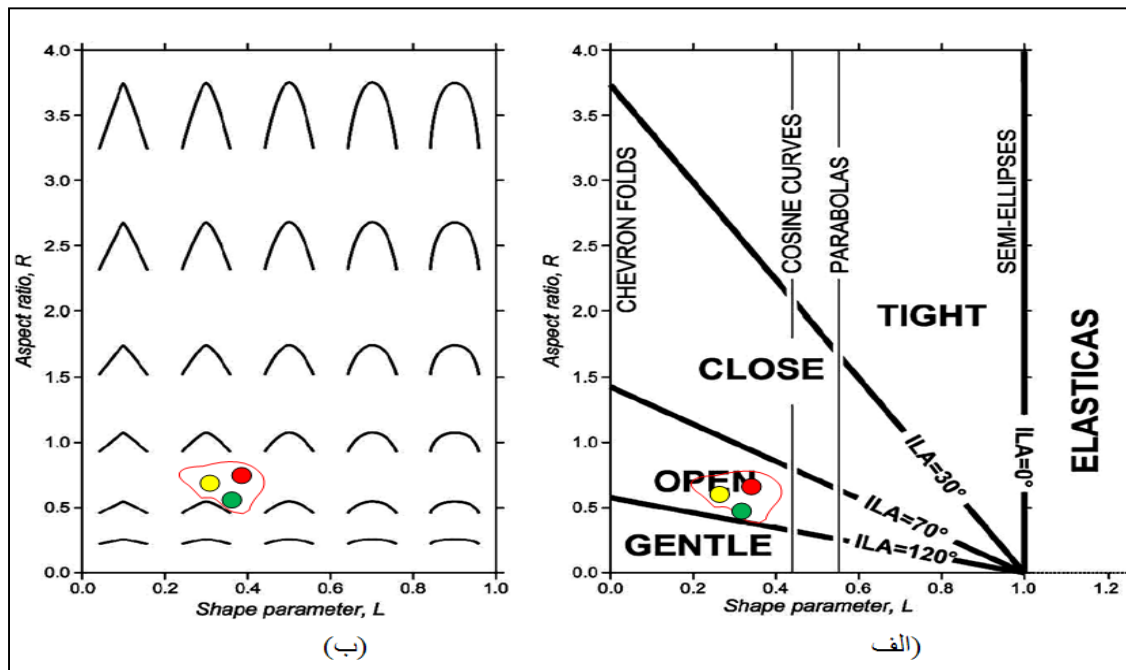 4.0
3.5
3.0
2.5
2.0
1.5
1.0
0.5
0.0
Aspect ratio, R
0.0 0.2 0.4 0.6 0.8 1.0
Shape parameter, L
(ب)
4.0
3.5
3.0
2.5
2.0
1.5
1.0
0.5
0.0
Aspect ratio, R
CHEVRON FOLDS
COSINE CURVES
PARABOLAS
SEMI-ELLIPSES
ELASTICAS
TIGHT
CLOSE
OPEN
GENTLE
ILA=30°
ILA=0°
ILA=70°
ILA=120°
0.0 0.2 0.4 0.6 0.8 1.0 1.2
Shape parameter, L
(الف